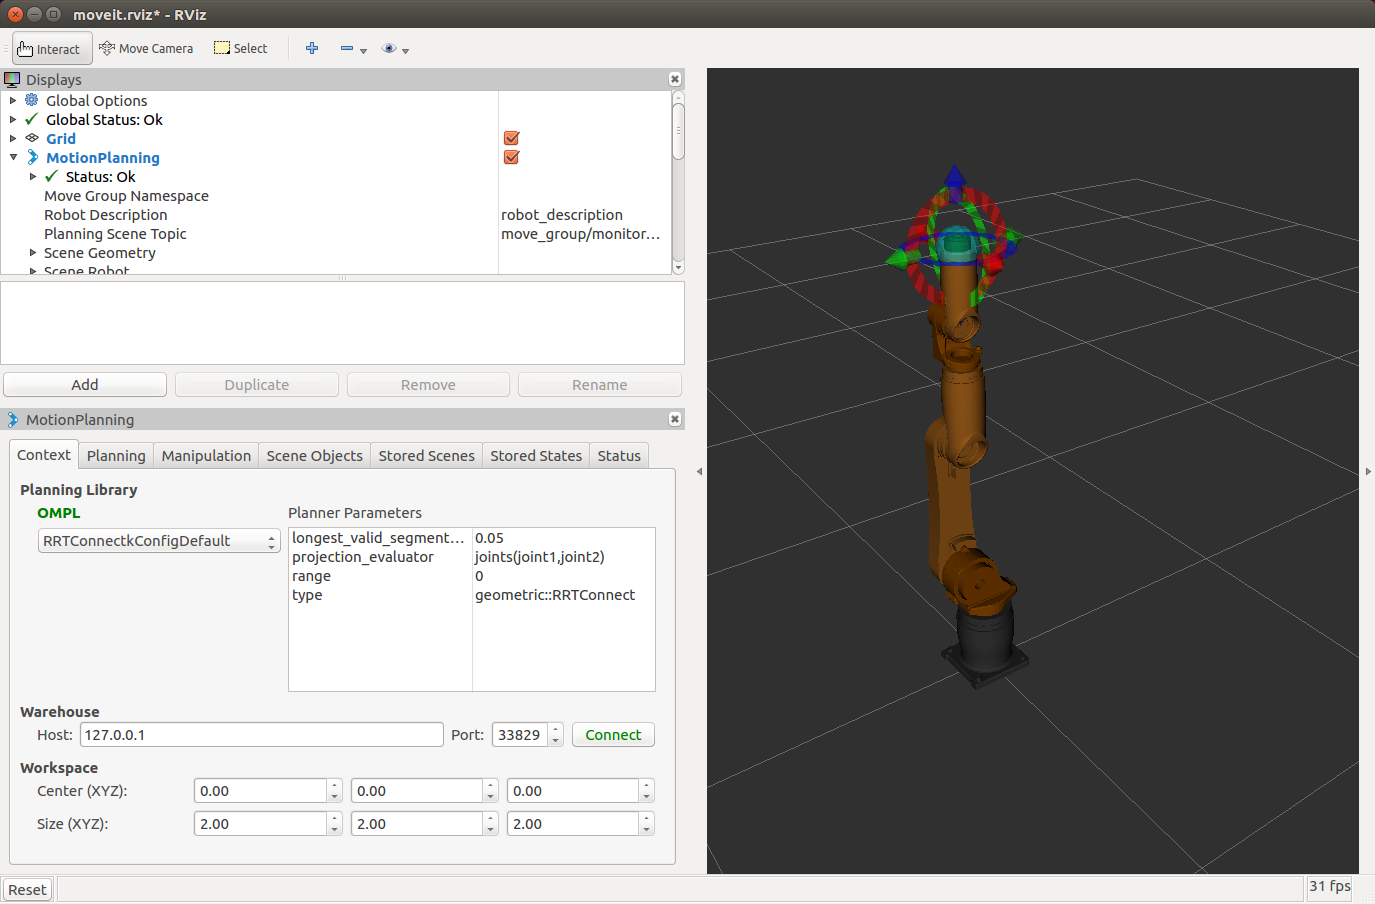 moveit.rviz* - RViz
Interact Move Camera Select
Displays
Global Options
Global Status: Ok
Grid
MotionPlanning
Status: Ok
Move Group Namespace
Robot Description robot_description
Planning Scene Topic move_group/monitor...
Scene Geometry
Scene Robot
Add Duplicate Remove Rename
MotionPlanning
Context Planning Manipulation Scene Objects Stored Scenes Stored States Status
Planning Library
OMPL Planner Parameters
RRTConnectkConfigDefault longest_valid_segment... 0.05
projection_evaluator joints(joint1,joint2)
range 0
type geometric::RRTConnect
Warehouse
Host: 127.0.0.1 Port: 33829 Connect
Workspace
Center (XYZ): 0.00 0.00 0.00
Size (XYZ): 2.00 2.00 2.00
Reset 31 fps